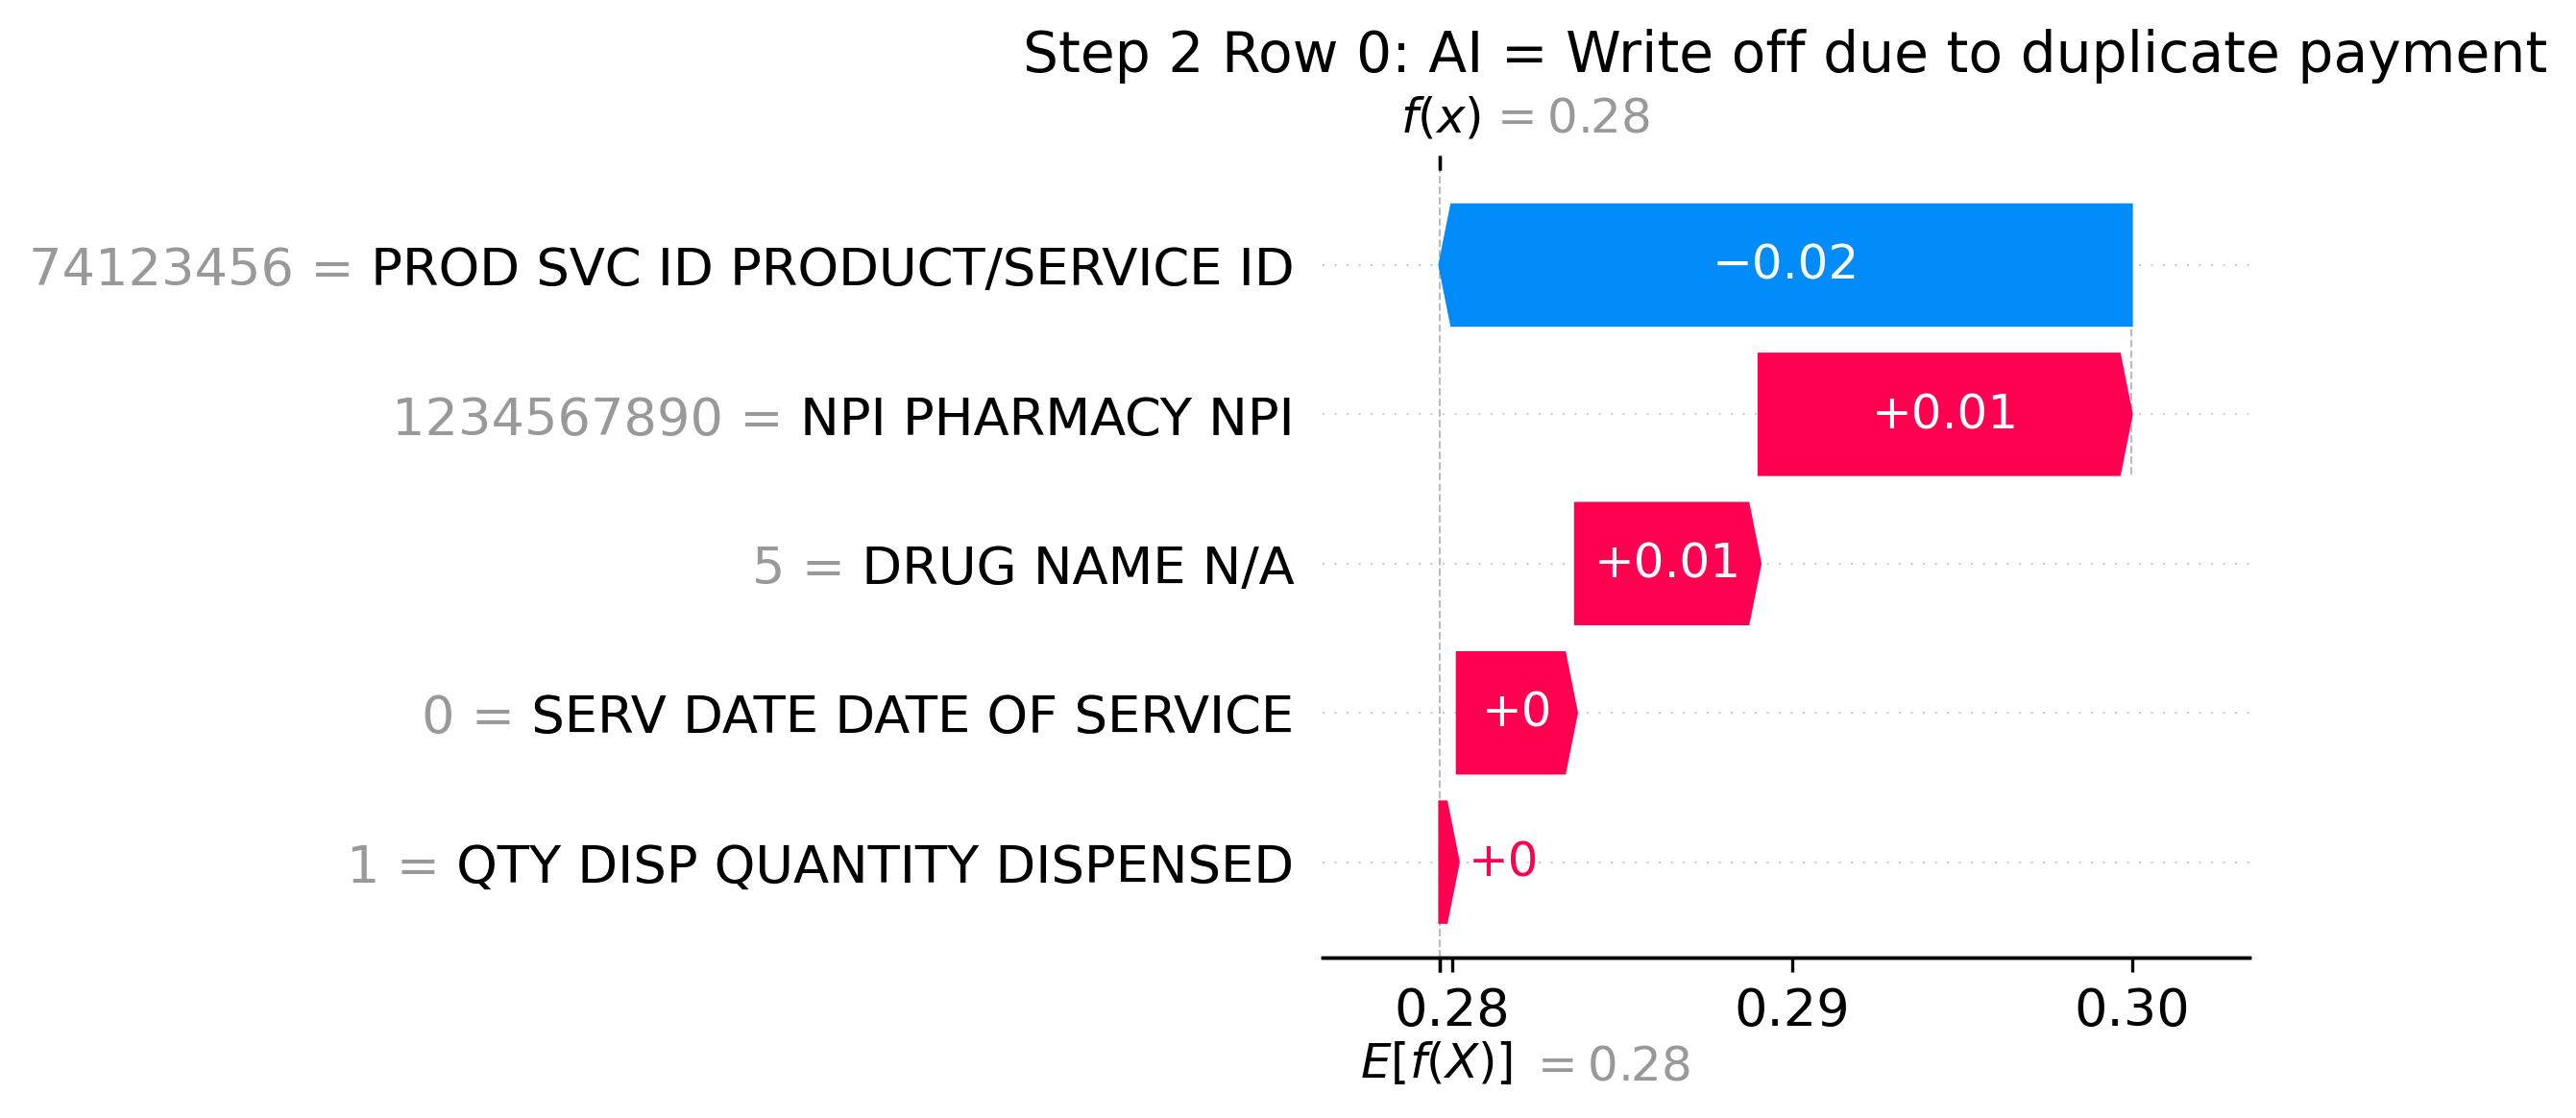 Step 2 Row 0: AI = Write off due to duplicate payment
f(x) = 0.28
74123456 = PROD SVC ID PRODUCT/SERVICE ID
−0.02
1234567890 = NPI PHARMACY NPI
+0.01
5 = DRUG NAME N/A
+0.01
0 = SERV DATE DATE OF SERVICE
+0
1 = QTY DISP QUANTITY DISPENSED
+0
0.28 0.29 0.30
E[f(X)] = 0.28